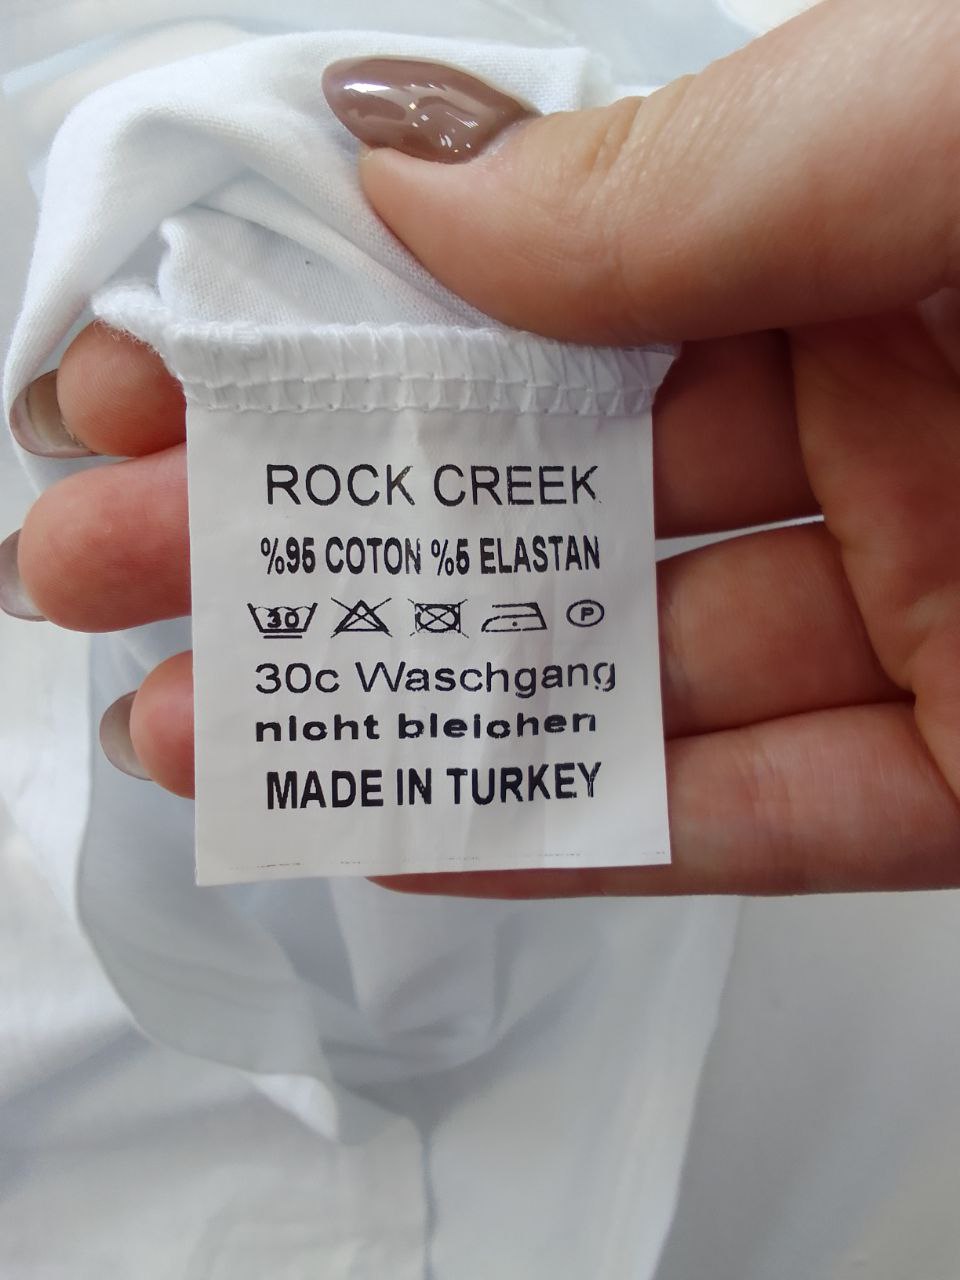 ROCK CREEK
%95 COTON %5 ELASTAN
30 P
30c Waschgang
nicht bleichen
MADE IN TURKEY